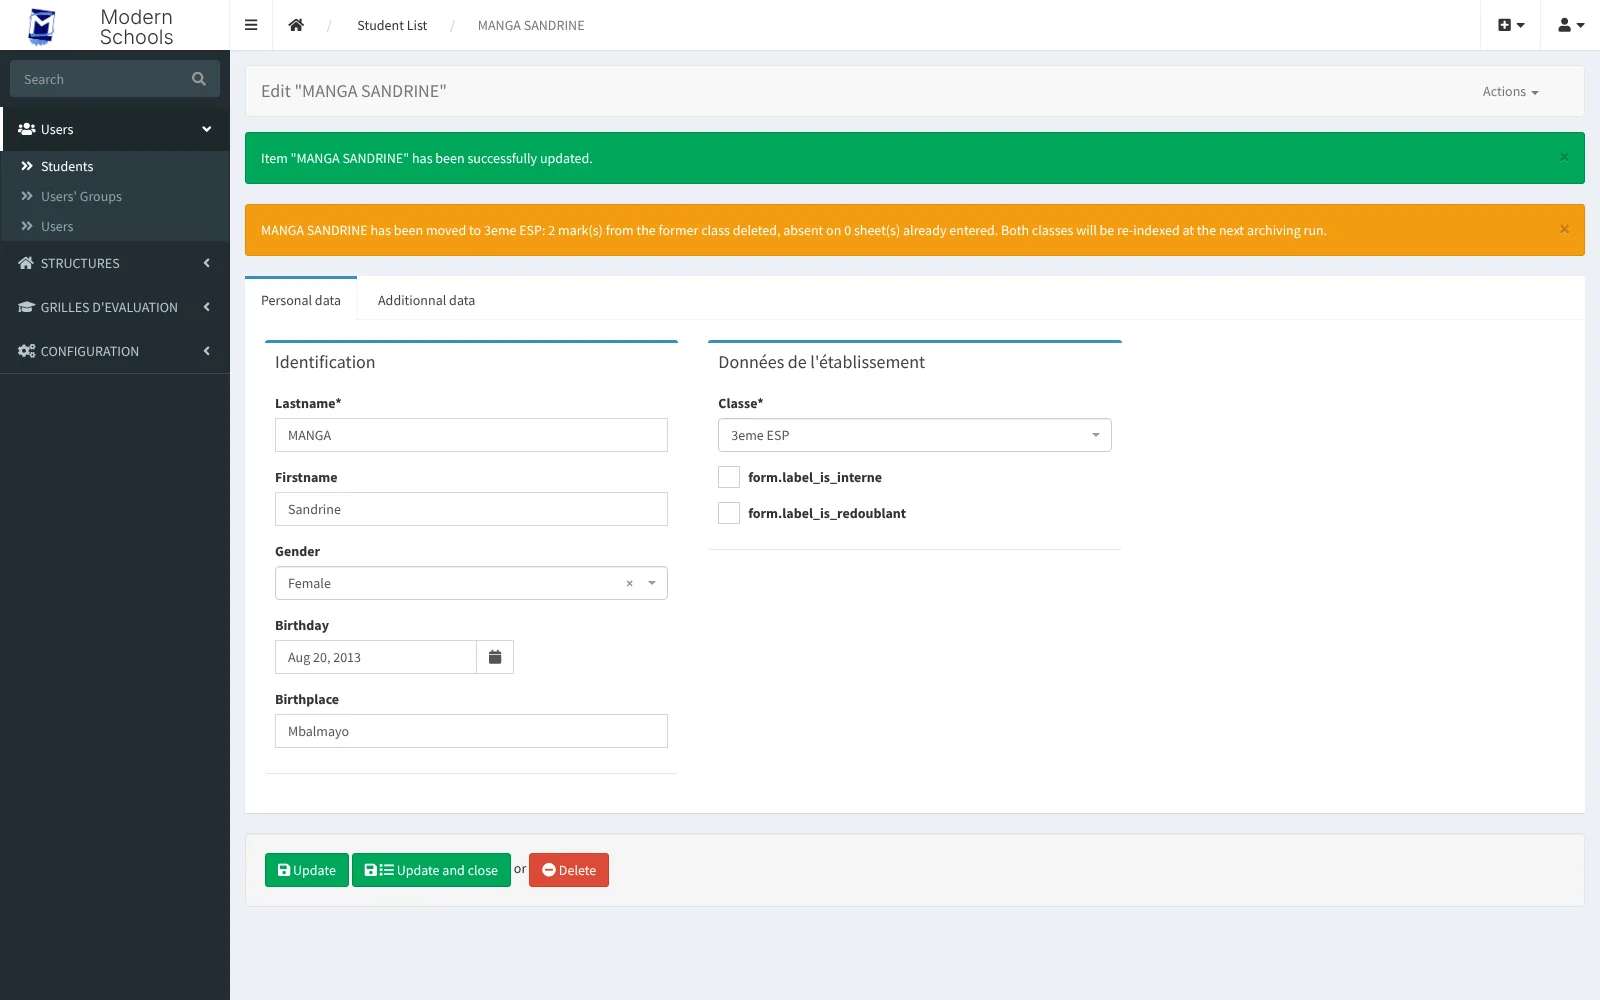 Modern
Schools
/ Student List / MANGA SANDRINE
Search
Users
Students
Users' Groups
Users
STRUCTURES
GRILLES D'EVALUATION
CONFIGURATION
Edit "MANGA SANDRINE"
Actions
Item "MANGA SANDRINE" has been successfully updated.
×
MANGA SANDRINE has been moved to 3eme ESP: 2 mark(s) from the former class deleted, absent on 0 sheet(s) already entered. Both classes will be re-indexed at the next archiving run.
×
Personal data
Additionnal data
Identification
Lastname*
MANGA
Firstname
Sandrine
Gender
Female ×
Birthday
Aug 20, 2013
Birthplace
Mbalmayo
Données de l'établissement
Classe*
3eme ESP
form.label_is_interne
form.label_is_redoublant
Update
Update and close
or
Delete